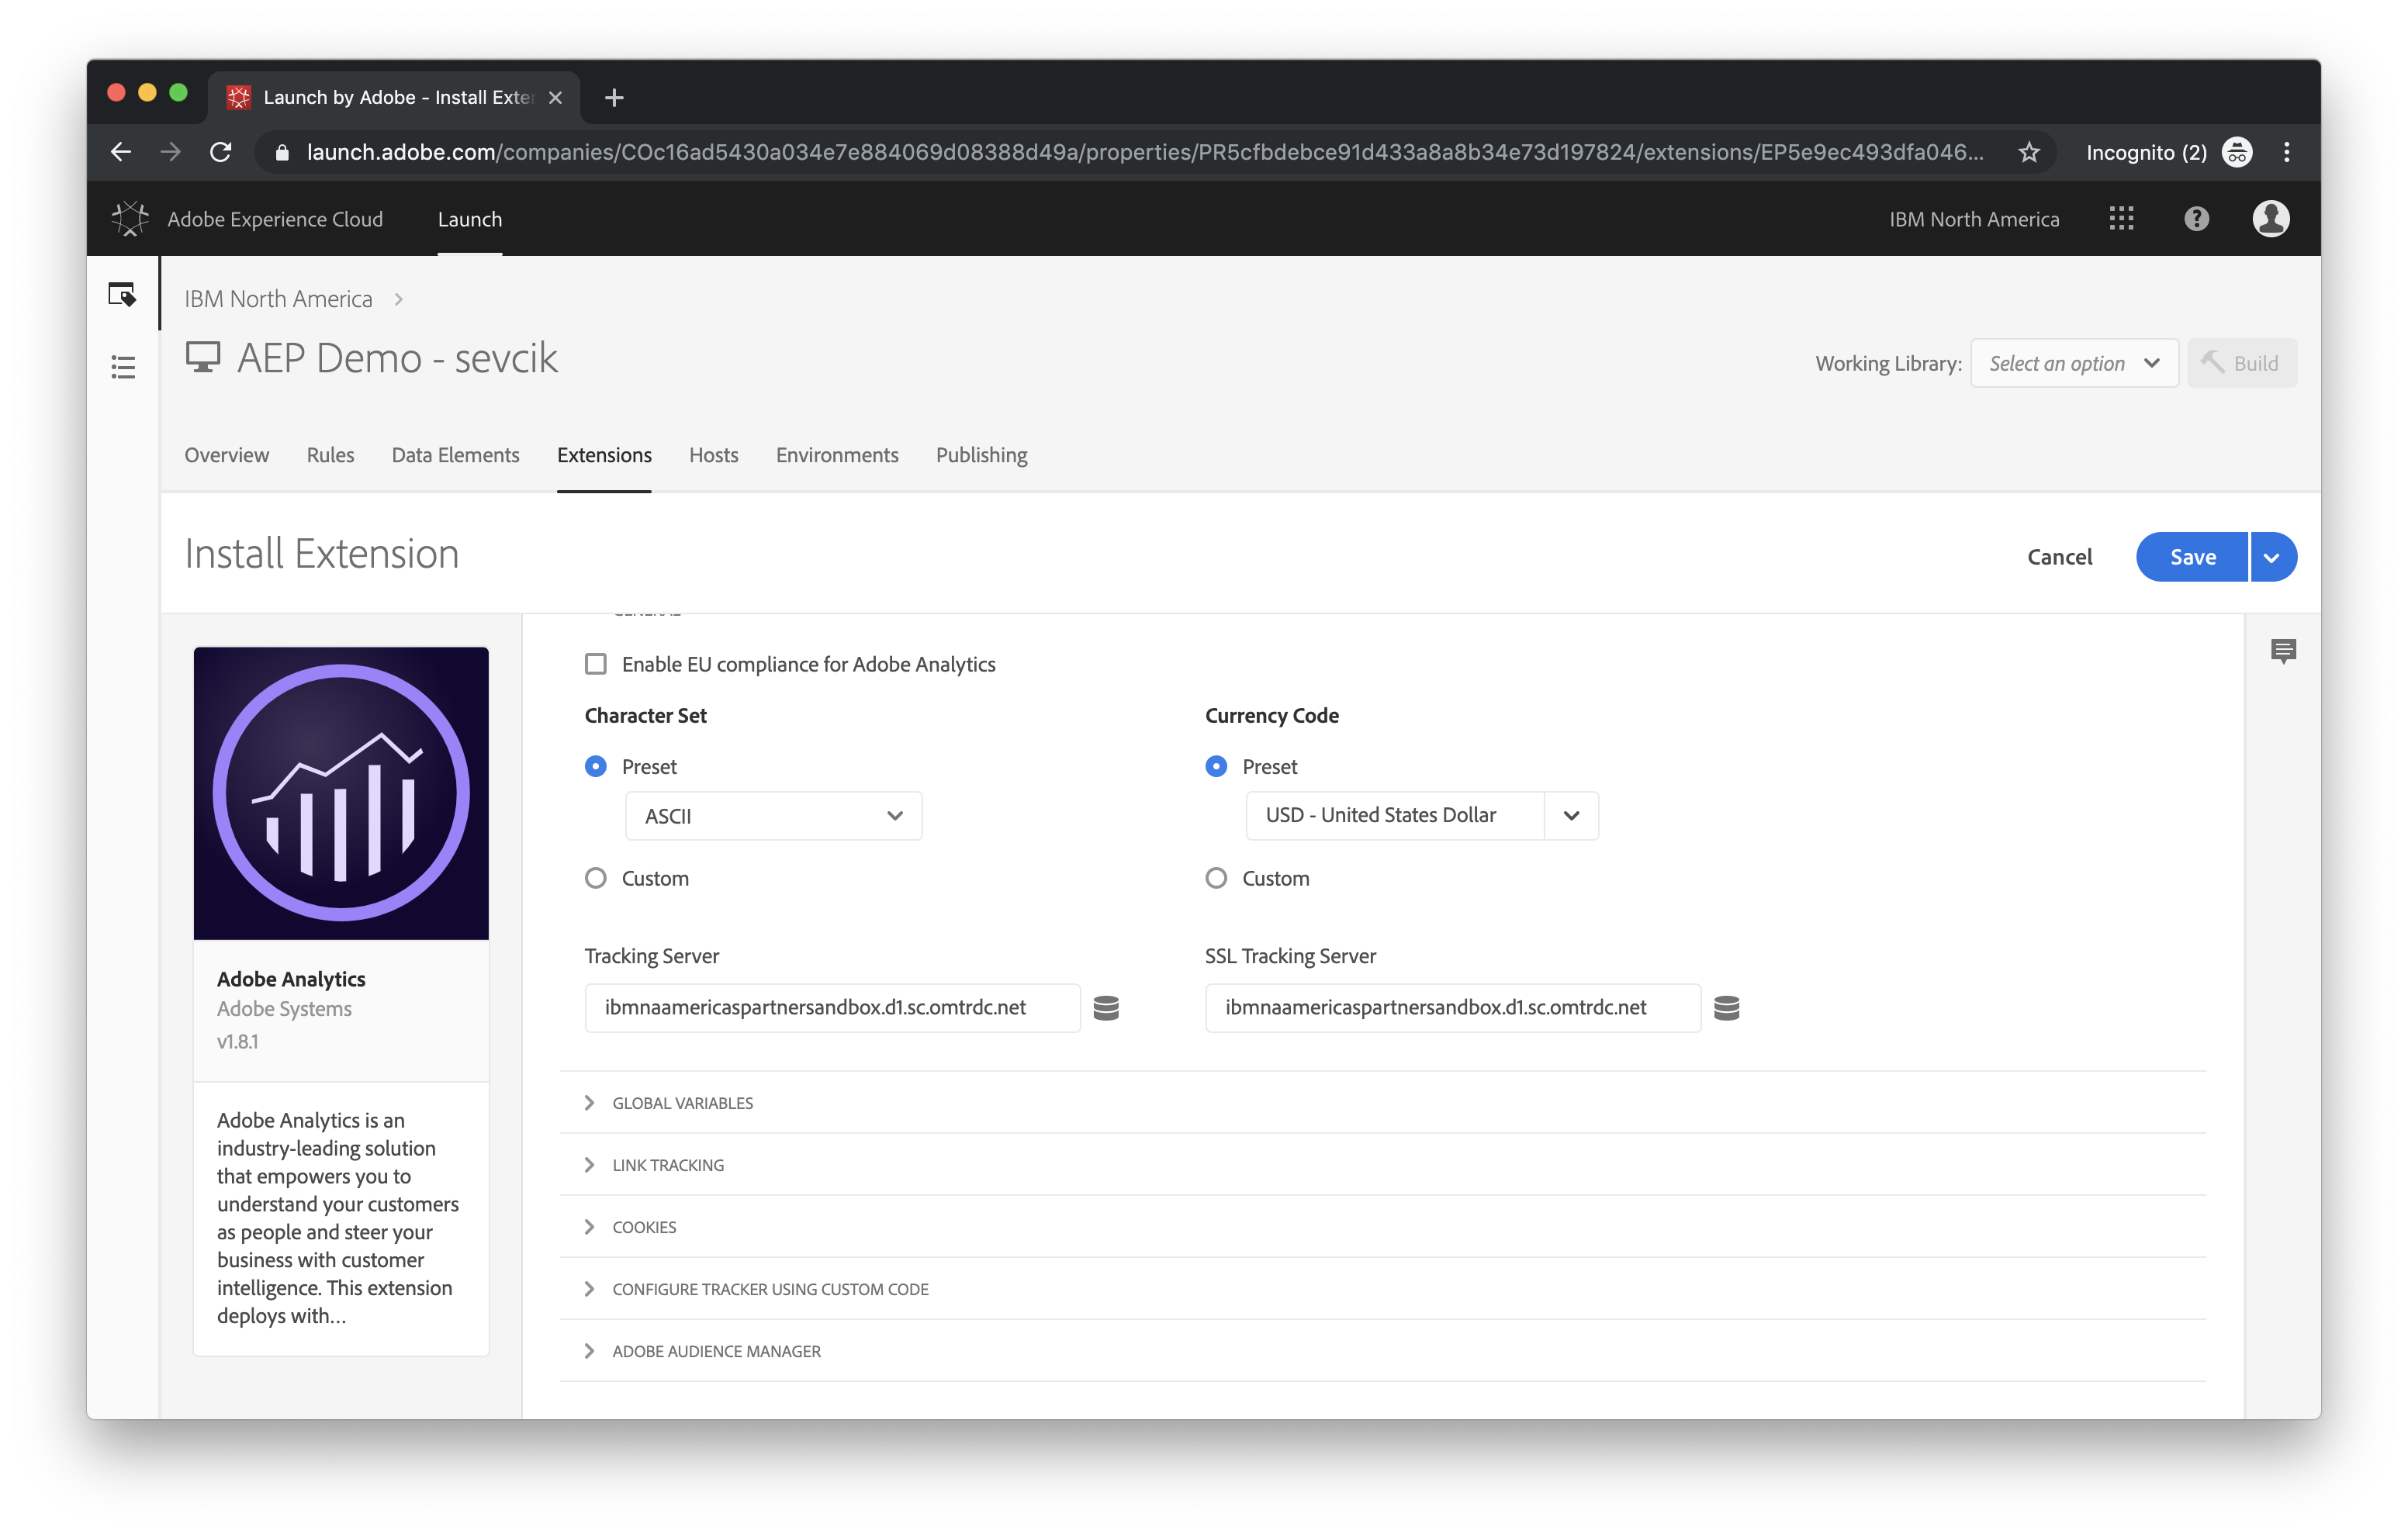 Launch by Adobe - Install Exte
launch.adobe.com/companies/COc16ad5430a034e7e884069d08388d49a/properties/PR5cfbdebce91d433a8a8b34e73d197824/extensions/EP5e9ec493dfa046...
Incognito (2)
Adobe Experience Cloud
Launch
IBM North America
IBM North America
AEP Demo - sevcik
Working Library:
Select an option
Build
Overview
Rules
Data Elements
Extensions
Hosts
Environments
Publishing
Install Extension
Cancel
Save
GENERAL
Enable EU compliance for Adobe Analytics
Character Set
Currency Code
Preset
Preset
ASCII
USD - United States Dollar
Custom
Custom
Tracking Server
SSL Tracking Server
ibmnaamericaspartnersandbox.d1.sc.omtrdc.net
ibmnaamericaspartnersandbox.d1.sc.omtrdc.net
Adobe Analytics
Adobe Systems
v1.8.1
Adobe Analytics is an
industry-leading solution
that empowers you to
understand your customers
as people and steer your
business with customer
intelligence. This extension
deploys with...
GLOBAL VARIABLES
LINK TRACKING
COOKIES
CONFIGURE TRACKER USING CUSTOM CODE
ADOBE AUDIENCE MANAGER